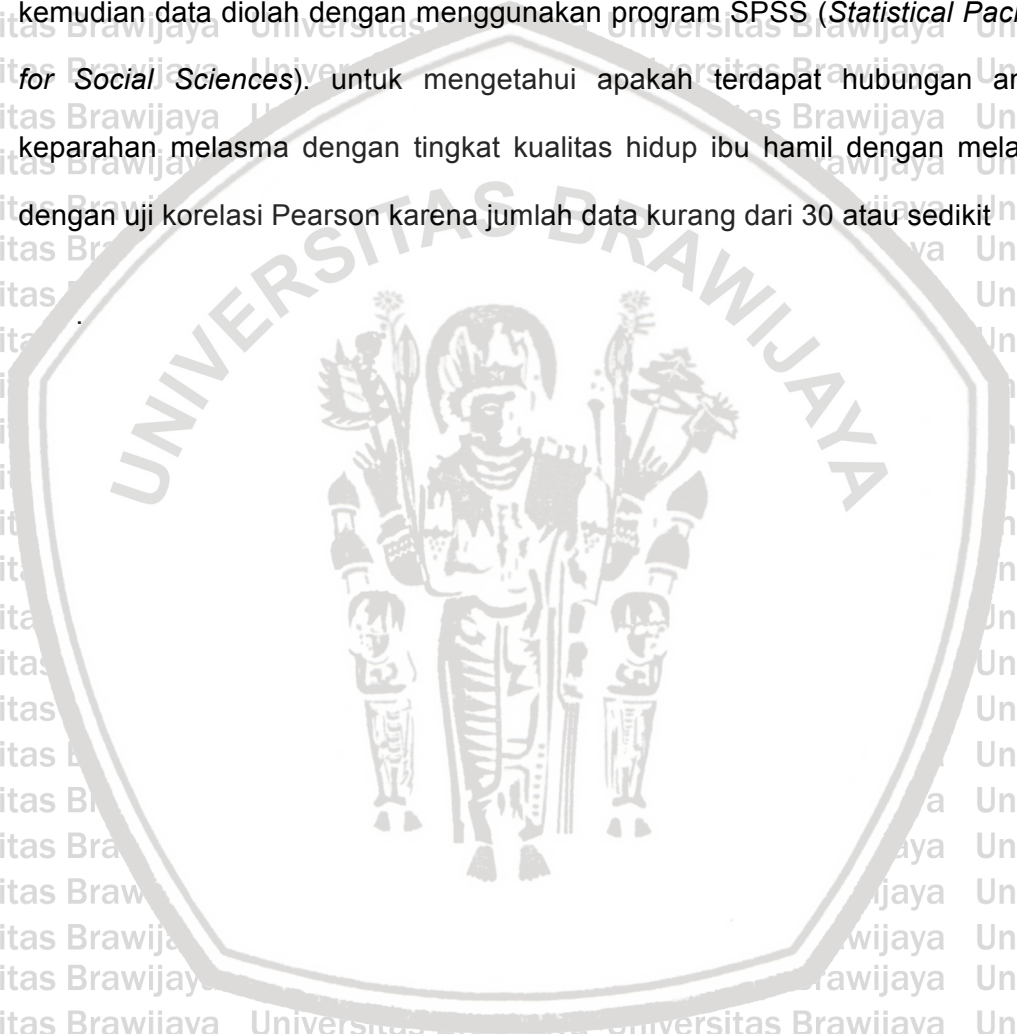 kemudian data diolah dengan menggunakan program SPSS (Statistical Pac
for Social Sciences). untuk mengetahui apakah terdapat hubungan an
keparahan melasma dengan tingkat kualitas hidup ibu hamil dengan mela
dengan uji korelasi Pearson karena jumlah data kurang dari 30 atau sedikit
.
UNIVERSITAS BRAWIJAYA